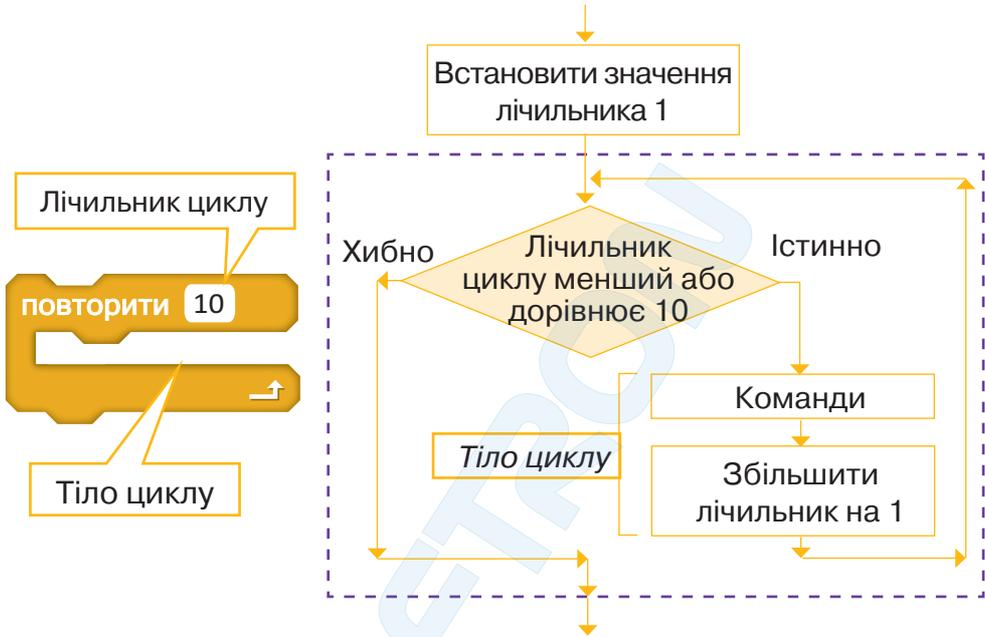 Встановити значення
лічильника 1
Лічильник циклу
повторити 10
Тіло циклу
Хибно
Істинно
Лічильник
циклу менший або
дорівнює 10
Команди
Тіло циклу
Збільшити
лічильник на 1
ETRON